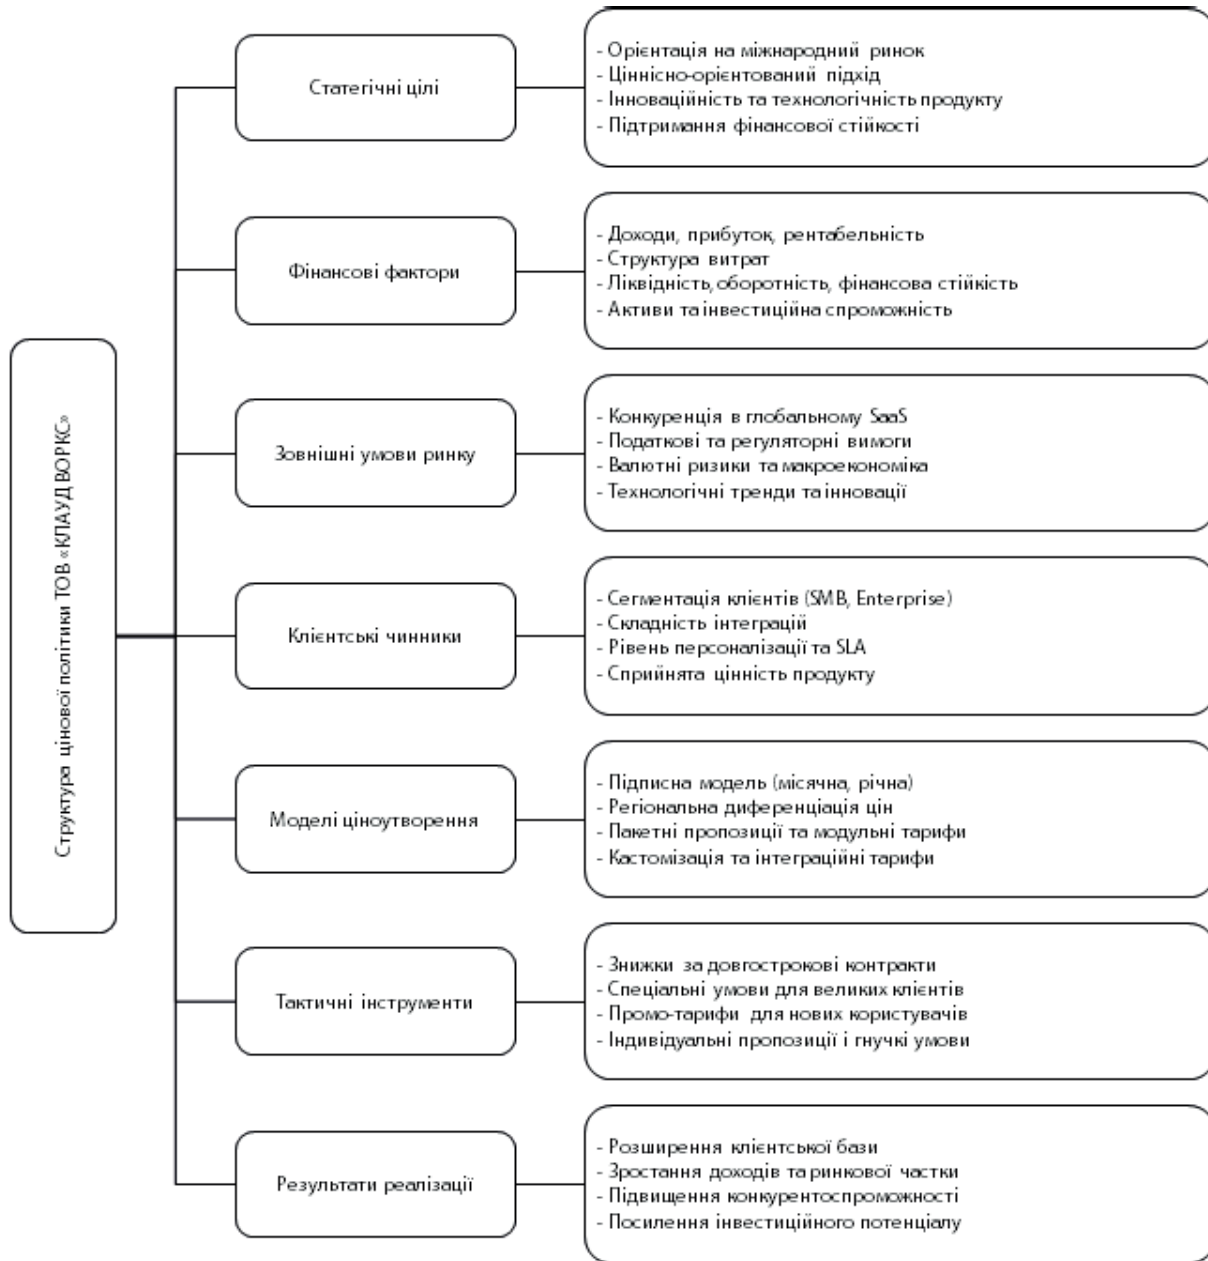 Структура цінової політики ТОВ «КЛАУД ВОРКС»
Статегічні цілі
- Орієнтація на міжнародний ринок
- Ціннісно-орієнтований підхід
- Інноваційність та технологічність продукту
- Підтримання фінансової стійкості
Фінансові фактори
- Доходи, прибуток, рентабельність
- Структура витрат
- Ліквідність, оборотність, фінансова стійкість
- Активи та інвестиційна спроможність
Зовнішні умови ринку
- Конкуренція в глобальному SaaS
- Податкові та регуляторні вимоги
- Валютні ризики та макроекономіка
- Технологічні тренди та інновації
Клієнтські чинники
- Сегментація клієнтів (SMB, Enterprise)
- Складність інтеграцій
- Рівень персоналізації та SLA
- Сприйнята цінність продукту
Моделі ціноутворення
- Підписна модель (місячна, річна)
- Регіональна диференціація цін
- Пакетні пропозиції та модульні тарифи
- Кастомізація та інтеграційні тарифи
Тактичні інструменти
- Знижки за довгострокові контракти
- Спеціальні умови для великих клієнтів
- Промо-тарифи для нових користувачів
- Індивідуальні пропозиції і гнучкі умови
Результати реалізації
- Розширення клієнтської бази
- Зростання доходів та ринкової частки
- Підвищення конкурентоспроможності
- Посилення інвестиційного потенціалу